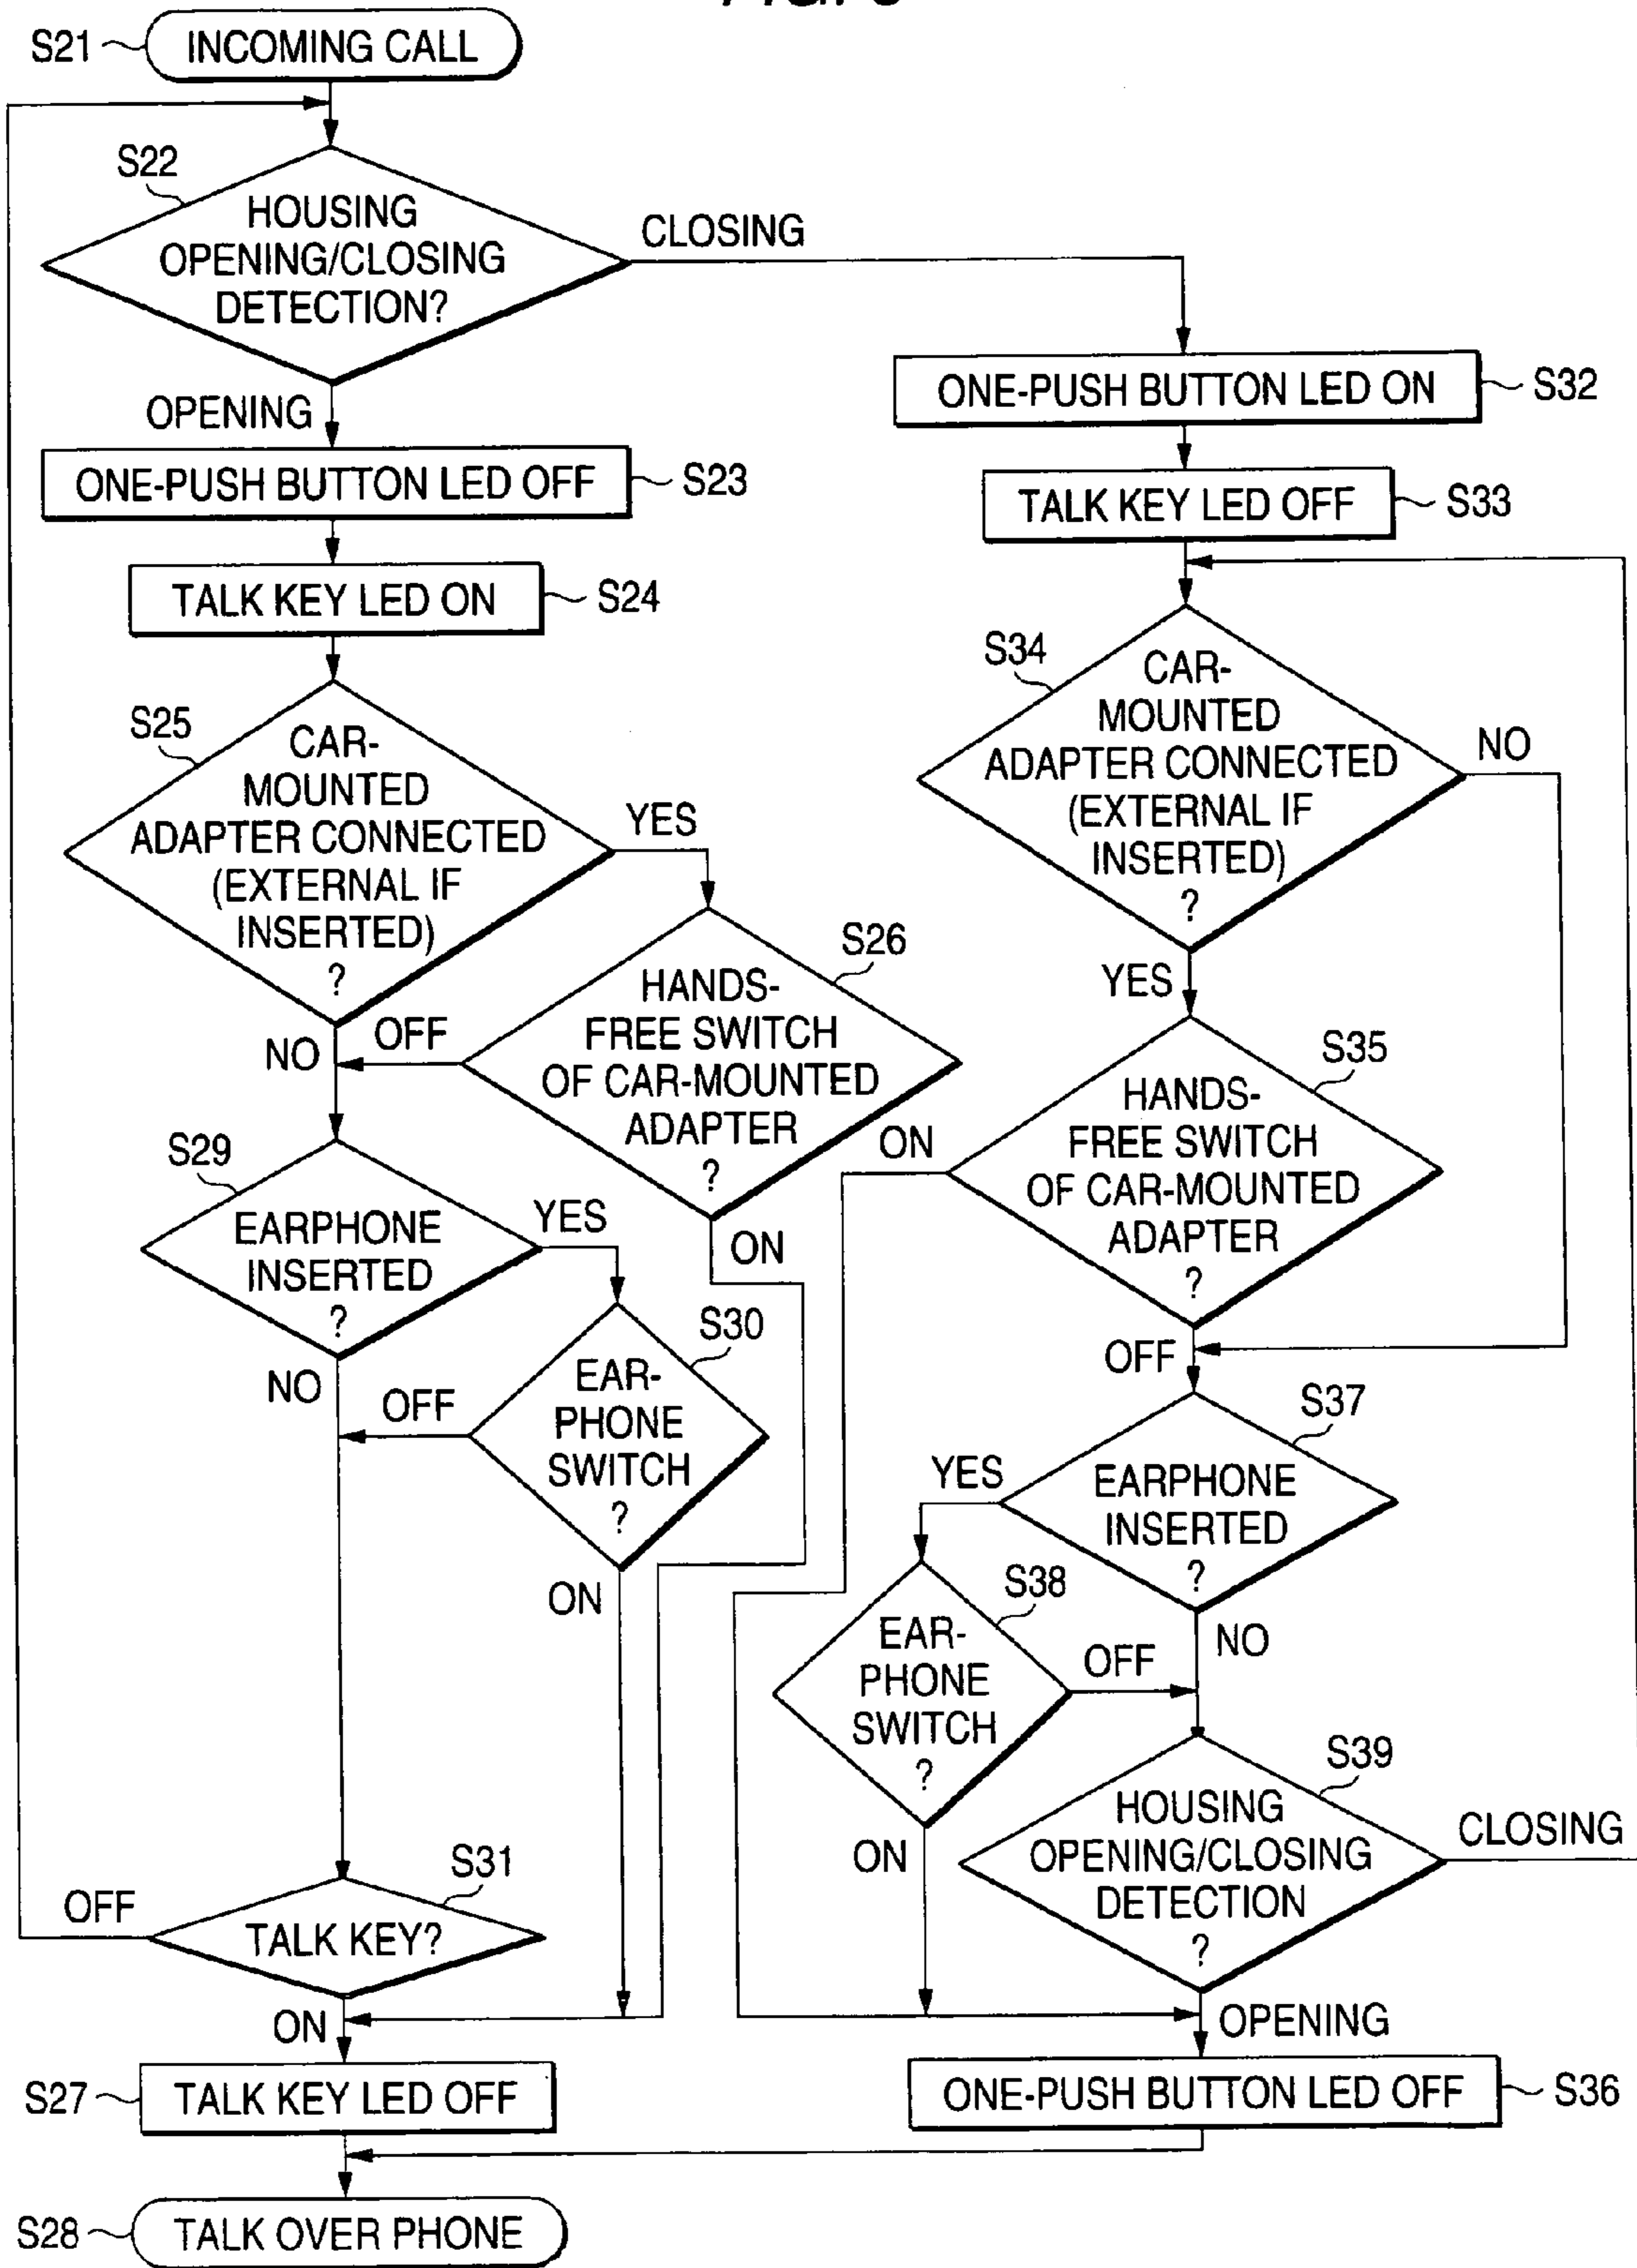 S21
INCOMING CALL
S22
HOUSING
OPENING/CLOSING
DETECTION?
CLOSING
OPENING
ONE-PUSH BUTTON LED OFF
S23
TALK KEY LED ON
S24
S25
CAR-
MOUNTED
ADAPTER CONNECTED
(EXTERNAL IF
INSERTED)
?
YES
NO
S26
HANDS-
FREE SWITCH
OF CAR-MOUNTED
ADAPTER
?
OFF
ON
S29
EARPHONE
INSERTED
?
YES
NO
S30
EAR-
PHONE
SWITCH
?
OFF
ON
S31
TALK KEY?
OFF
ON
S27
TALK KEY LED OFF
S28
TALK OVER PHONE
ONE-PUSH BUTTON LED ON
S32
TALK KEY LED OFF
S33
S34
CAR-
MOUNTED
ADAPTER CONNECTED
(EXTERNAL IF
INSERTED)
?
NO
YES
S35
HANDS-
FREE SWITCH
OF CAR-MOUNTED
ADAPTER
?
ON
OFF
S37
EARPHONE
INSERTED
?
YES
NO
S38
EAR-
PHONE
SWITCH
?
OFF
ON
S39
HOUSING
OPENING/CLOSING
DETECTION
?
CLOSING
OPENING
ONE-PUSH BUTTON LED OFF
S36